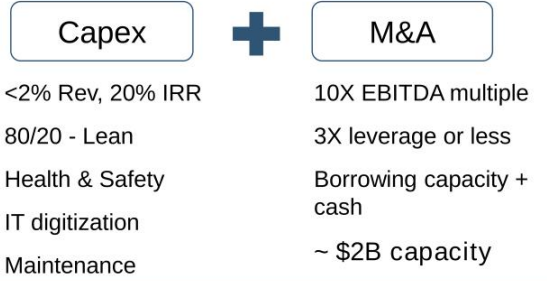 Capex
<2% Rev, 20% IRR
80/20 - Lean
Health & Safety
IT digitization
Maintenance
M&A
10X EBITDA multiple
3X leverage or less
Borrowing capacity +
cash
~ $2B capacity